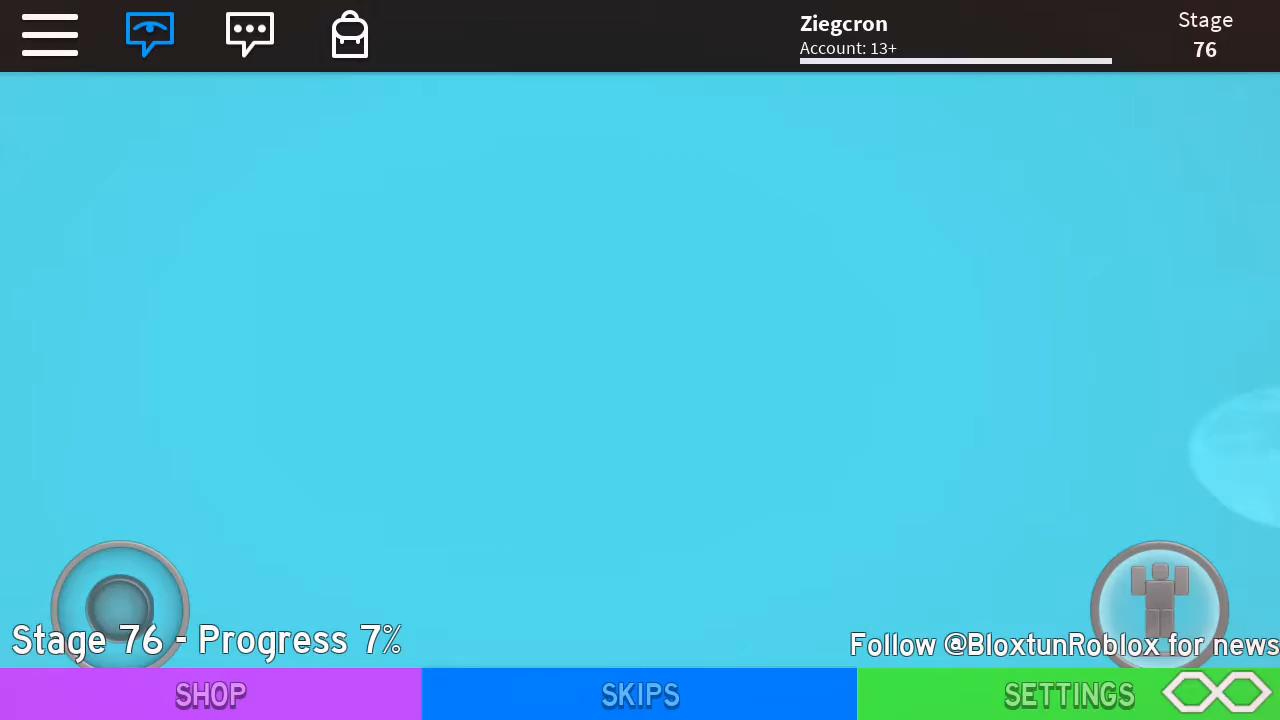 Ziegcron
Account: 13+
Stage
76
Stage 76 - Progress 7%
Follow @BloxtunRoblox for news
SHOP
SKIPS
SETTINGS